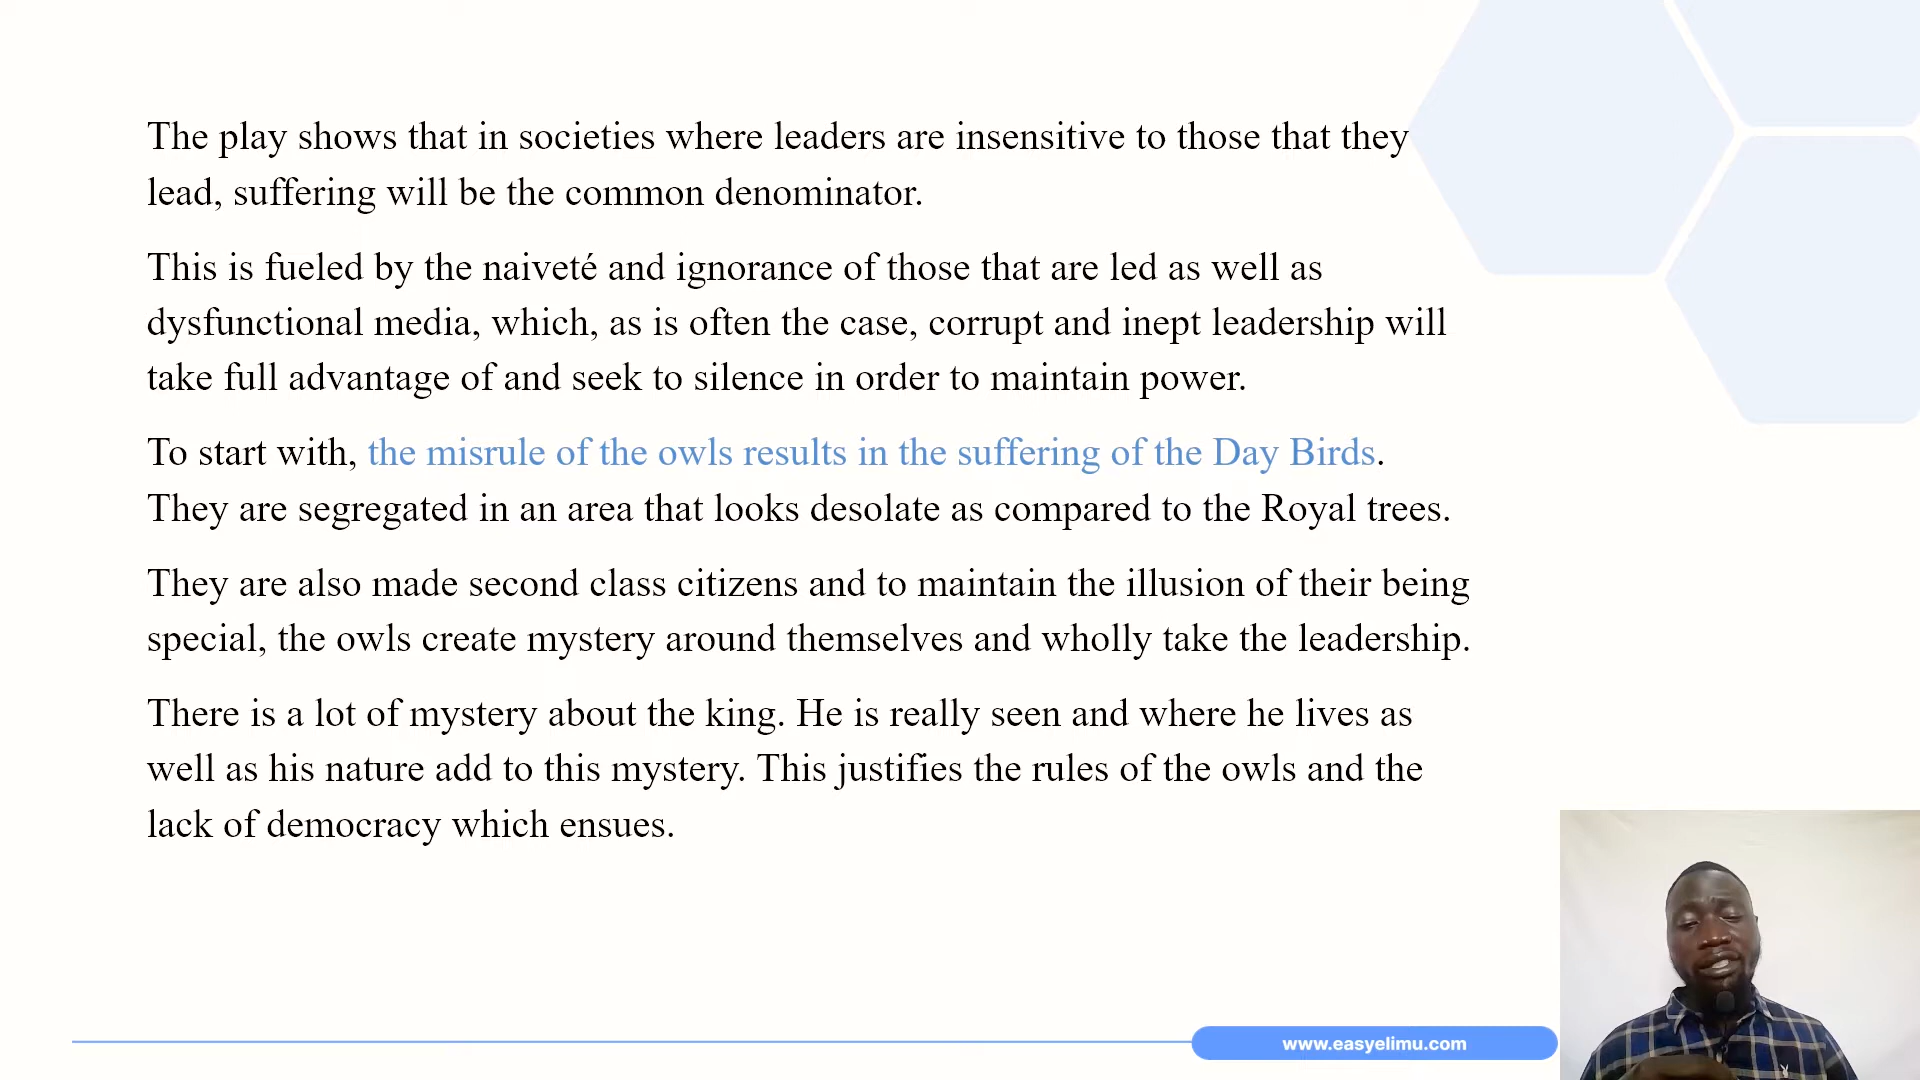 The play shows that in societies where leaders are insensitive to those that they
lead, suffering will be the common denominator.
This is fueled by the naiveté and ignorance of those that are led as well as
dysfunctional media, which, as is often the case, corrupt and inept leadership will
take full advantage of and seek to silence in order to maintain power.
To start with, the misrule of the owls results in the suffering of the Day Birds.
They are segregated in an area that looks desolate as compared to the Royal trees.
They are also made second class citizens and to maintain the illusion of their being
special, the owls create mystery around themselves and wholly take the leadership.
There is a lot of mystery about the king. He is really seen and where he lives as
well as his nature add to this mystery. This justifies the rules of the owls and the
lack of democracy which ensues.
www.easyelimu.com